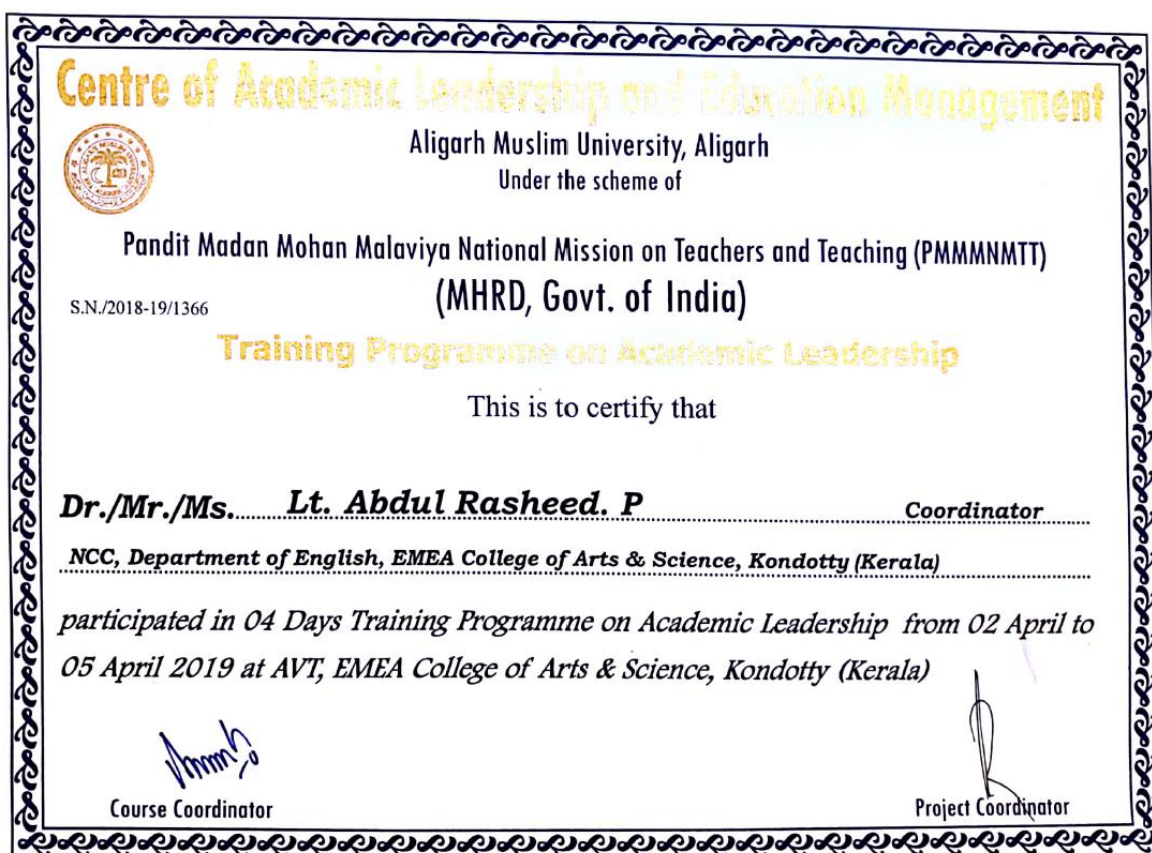 Centre of Academic Leadership and Education Management
Aligarh Muslim University, Aligarh
Under the scheme of
Pandit Madan Mohan Malaviya National Mission on Teachers and Teaching (PMMMNMTT)
S.N./2018-19/1366
(MHRD, Govt. of India)
Training Programme on Academic Leadership
This is to certify that
Dr./Mr./Ms. Lt. Abdul Rasheed. P Coordinator
NCC, Department of English, EMEA College of Arts & Science, Kondotty (Kerala)
participated in 04 Days Training Programme on Academic Leadership from 02 April to
05 April 2019 at AVT, EMEA College of Arts & Science, Kondotty (Kerala)
Course Coordinator
Project Coordinator